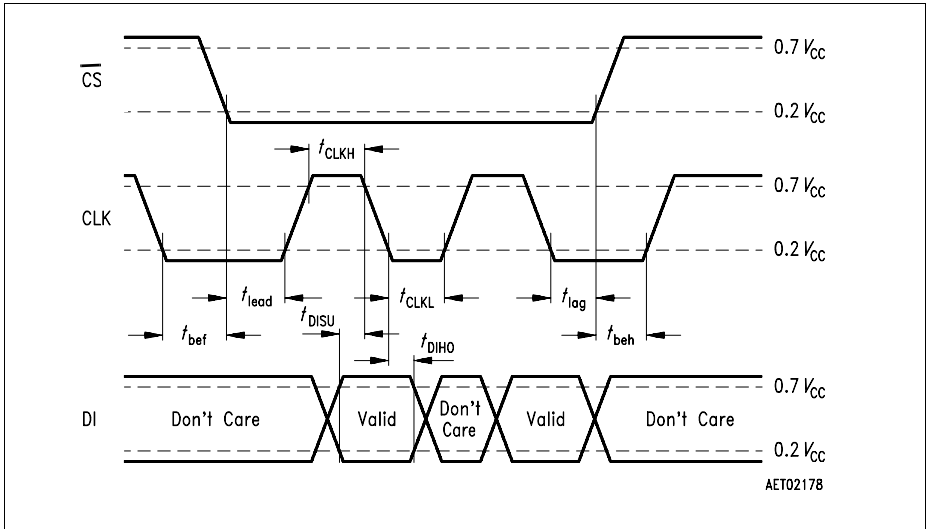 0.7 VCC
CS
0.2 VCC
tCLKH
0.7 VCC
CLK
0.2 VCC
tlead
tCLKL
tlag
tDISU
tbef
tbeh
tDIHO
0.7 VCC
DI
Don't Care
Valid
Don't
Care
Valid
Don't Care
0.2 VCC
AET02178